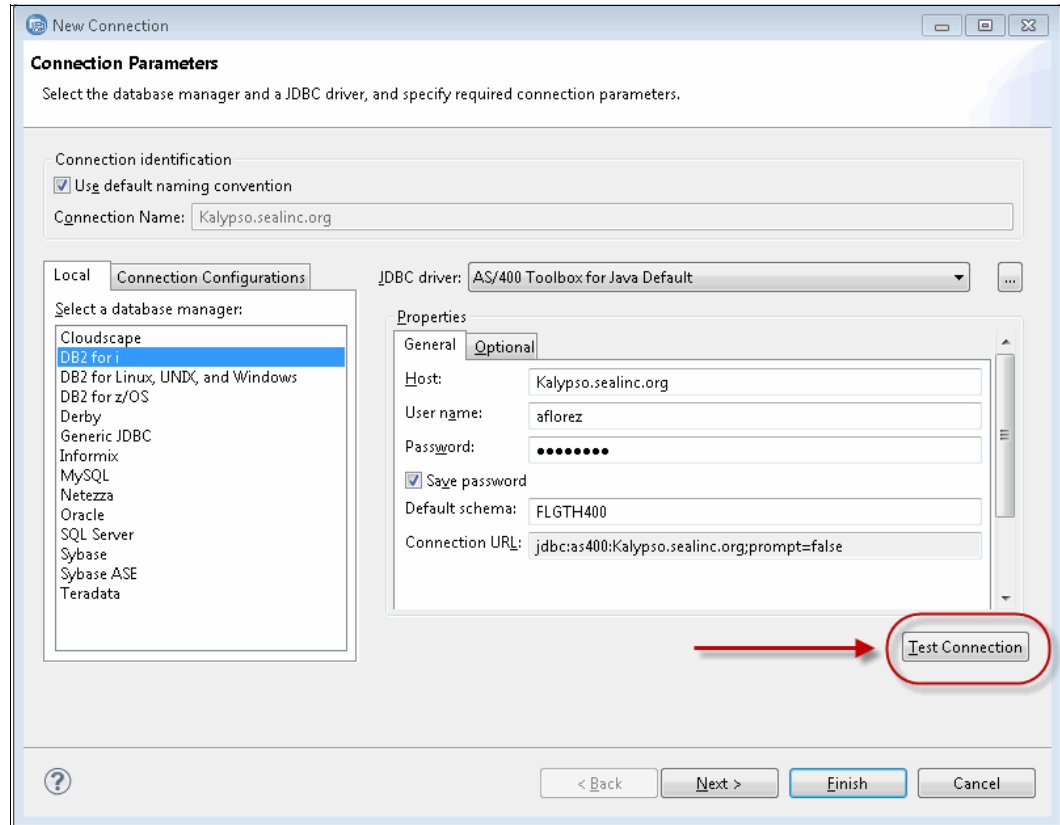 New Connection
Connection Parameters
Select the database manager and a JDBC driver, and specify required connection parameters.
Connection identification
Use default naming convention
Connection Name: Kalypso.sealinc.org
Local Connection Configurations
Select a database manager:
Cloudscape
DB2 for i
DB2 for Linux, UNIX, and Windows
DB2 for z/OS
Derby
Generic JDBC
Informix
MySQL
Netezza
Oracle
SQL Server
Sybase
Sybase ASE
Teradata
JDBC driver: AS/400 Toolbox for Java Default ...
Properties
General Optional
Host: Kalypso.sealinc.org
User name: aflorez
Password: ●●●●●●●●
Save password
Default schema: FLGTH400
Connection URL: jdbc:as400:Kalypso.sealinc.org;prompt=false
Test Connection
? < Back Next > Finish Cancel